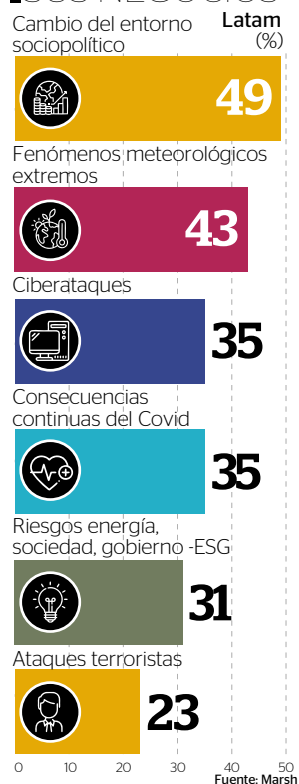 Cambio del entorno
sociopolítico
Latam
(%)
49
Fenómenos meteorológicos
extremos
43
Ciberataques
35
Consecuencias
continuas del Covid
35
Riesgos energía,
sociedad, gobierno -ESG
31
Ataques terroristas
23
0 10 20 30 40 50
Fuente: Marsh